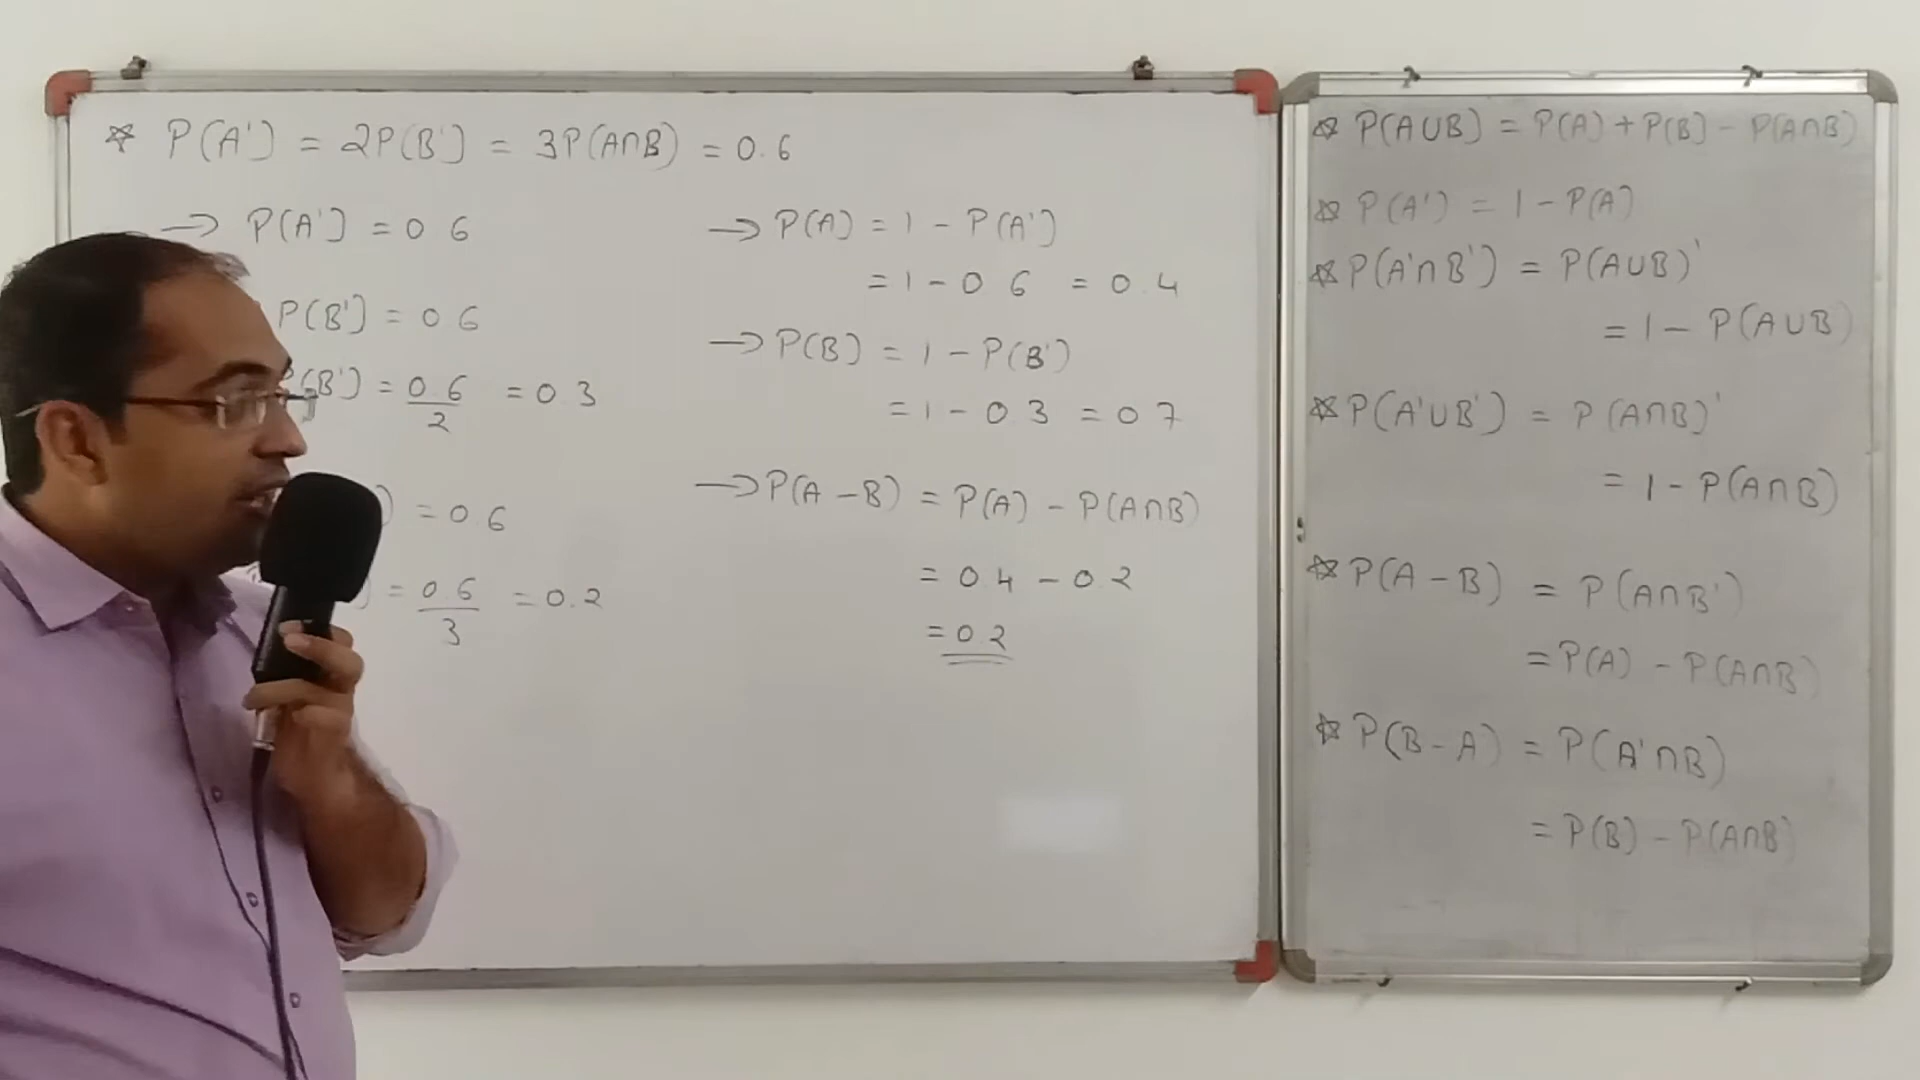 ☆ P(A') = 2P(B') = 3P(A∩B) = 0.6
→ P(A') = 0.6
P(B') = 0.6
P(B') = 0.6/2 = 0.3
) = 0.6
) = 0.6/3 = 0.2
→ P(A) = 1 - P(A')
= 1 - 0.6 = 0.4
→ P(B) = 1 - P(B')
= 1 - 0.3 = 0.7
→ P(A - B) = P(A) - P(A∩B)
= 0.4 - 0.2
= 0.2
☆ P(A∪B) = P(A) + P(B) - P(A∩B)
☆ P(A') = 1 - P(A)
☆ P(A'∩B') = P(A∪B)'
= 1 - P(A∪B)
☆ P(A'∪B') = P(A∩B)'
= 1 - P(A∩B)
☆ P(A - B) = P(A∩B')
= P(A) - P(A∩B)
☆ P(B - A) = P(A'∩B)
= P(B) - P(A∩B)